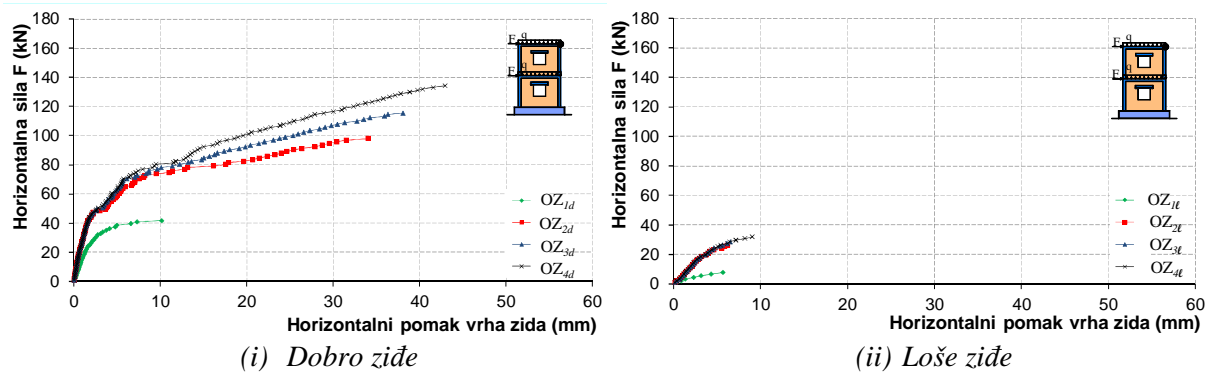 Horizontalna sila F (kN)
180
160
140
120
100
80
60
40
20
0
q
F
q
F
OZ1d
OZ2d
OZ3d
OZ4d
0 10 20 30 40 50 60
Horizontalni pomak vrha zida (mm)
(i) Dobro ziđe
Horizontalna sila F (kN)
180
160
140
120
100
80
60
40
20
0
q
F
q
F
OZ1ℓ
OZ2ℓ
OZ3ℓ
OZ4ℓ
0 10 20 30 40 50 60
Horizontalni pomak vrha zida (mm)
(ii) Loše ziđe